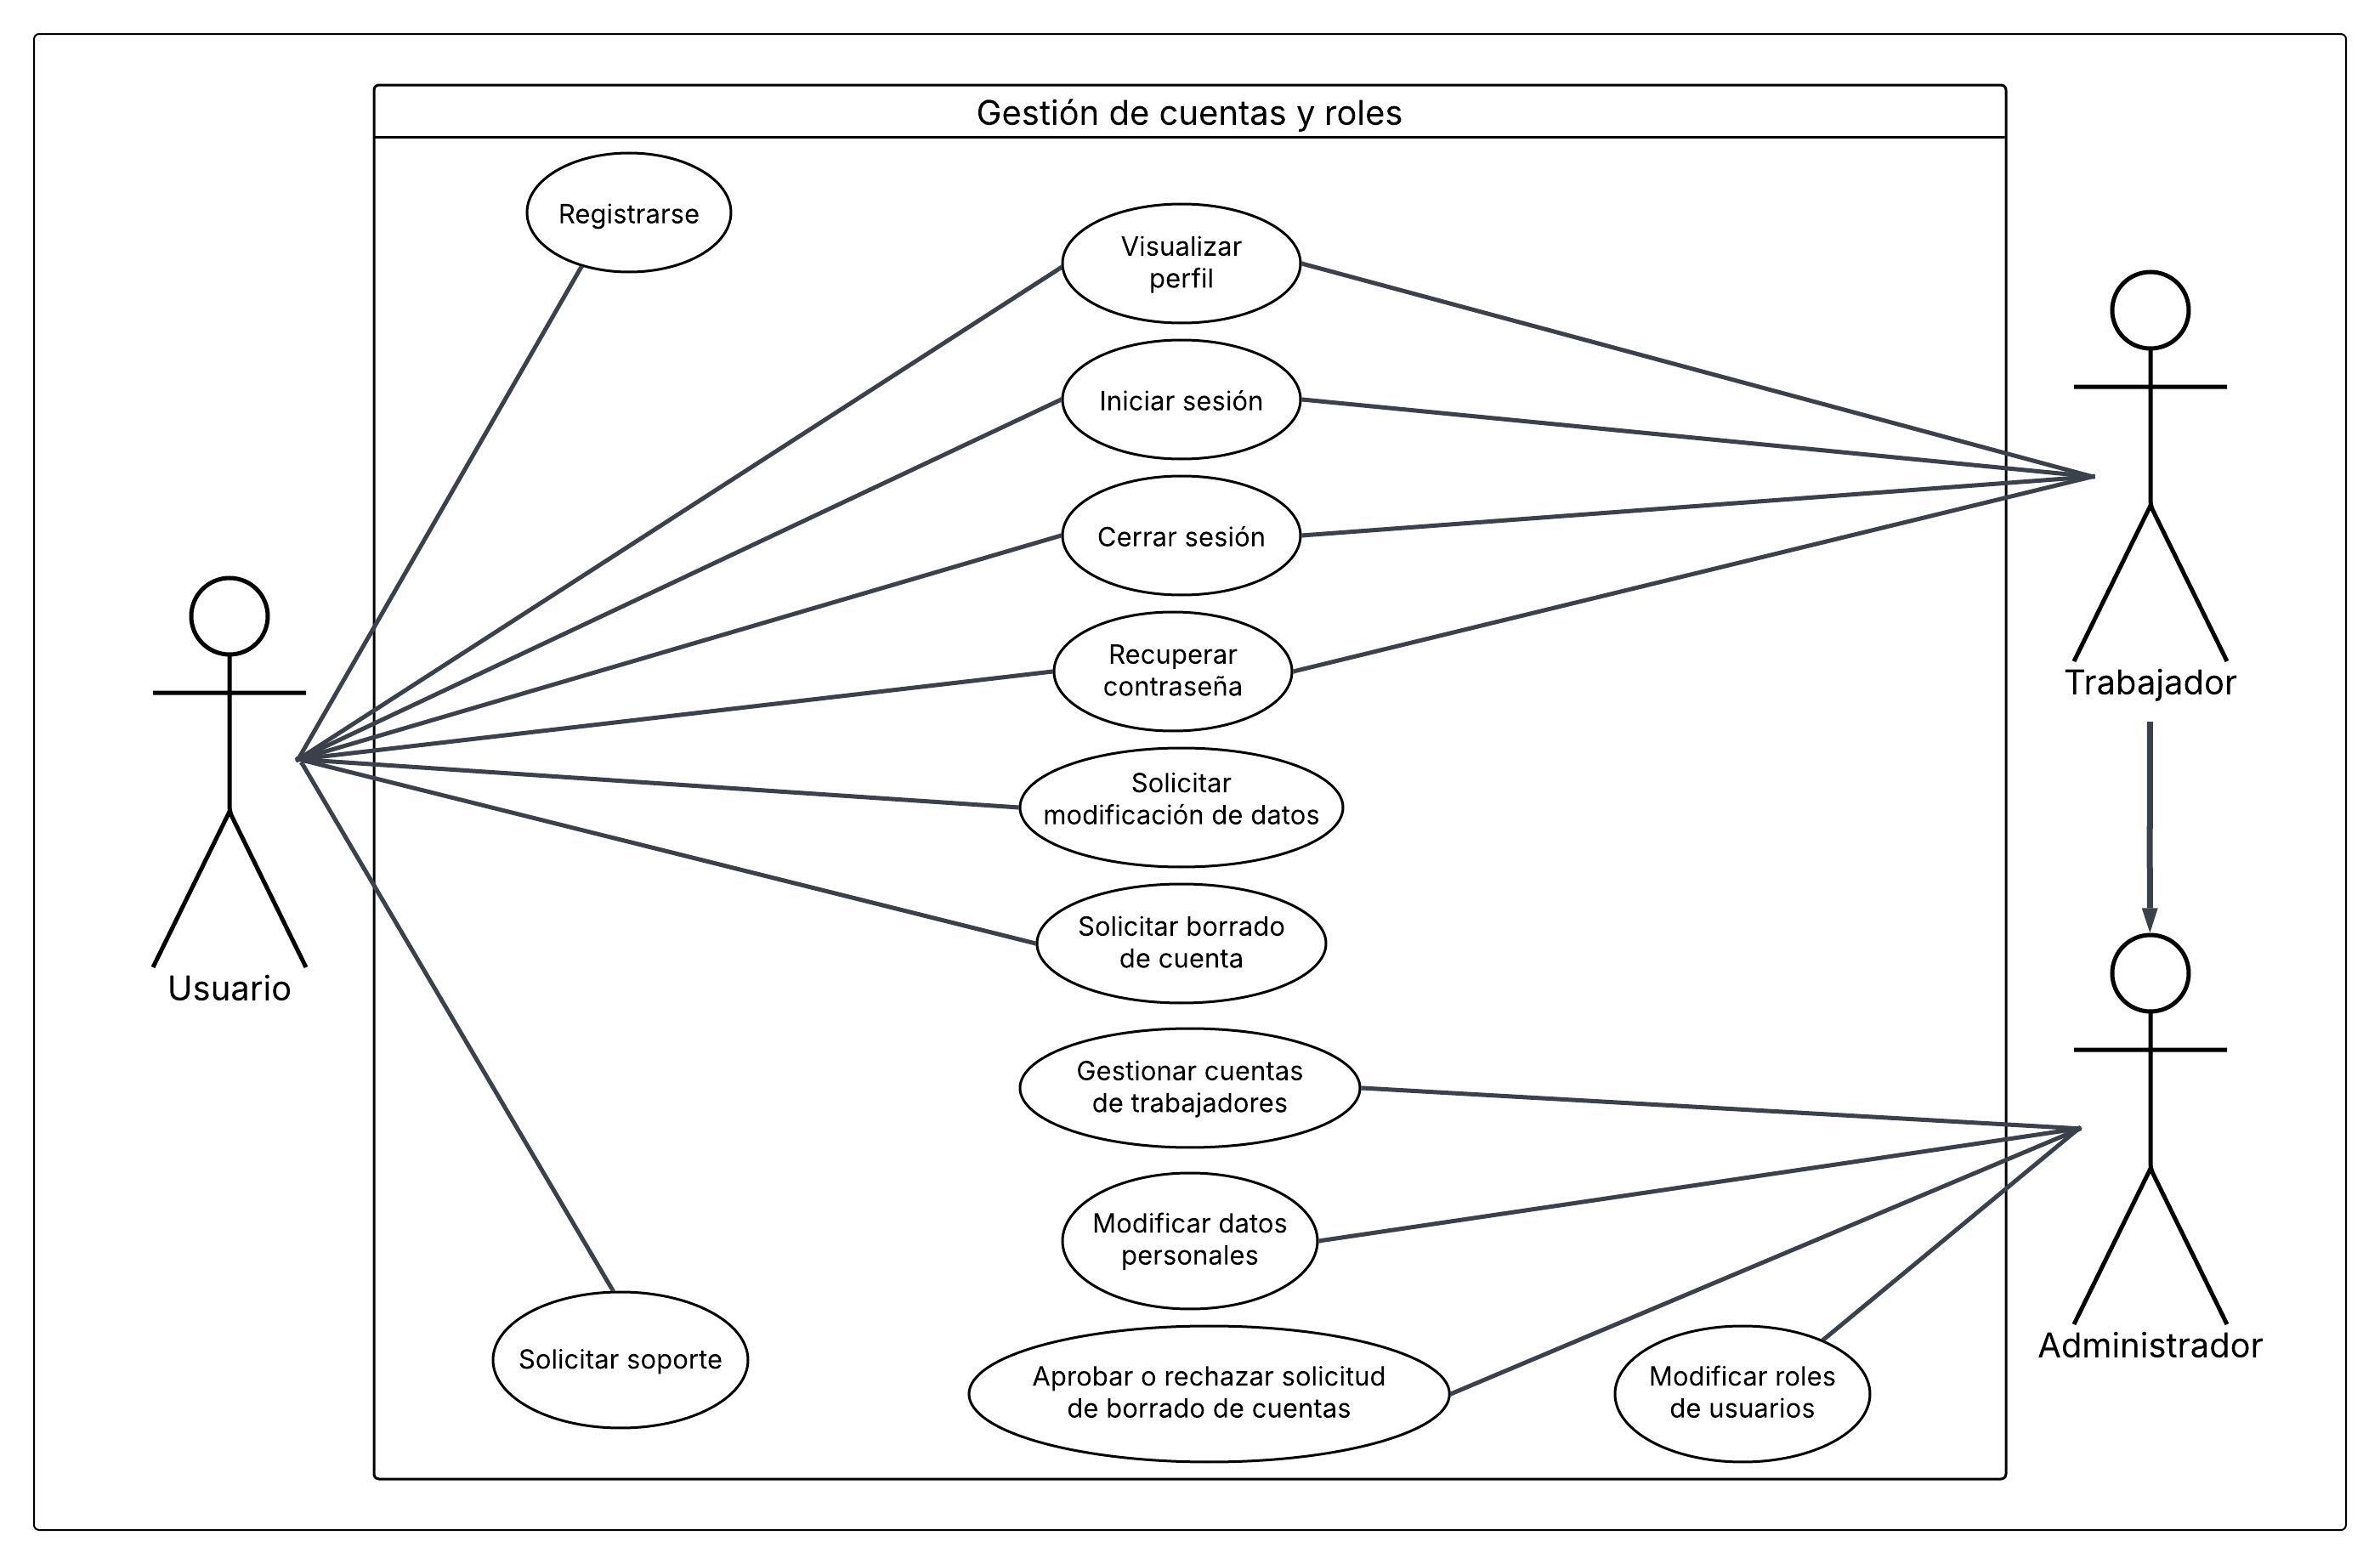 Gestión de cuentas y roles
Registrarse
Visualizar
perfil
Iniciar sesión
Cerrar sesión
Recuperar
contraseña
Trabajador
Solicitar
modificación de datos
Solicitar borrado
de cuenta
Usuario
Gestionar cuentas
de trabajadores
Modificar datos
personales
Solicitar soporte
Aprobar o rechazar solicitud
de borrado de cuentas
Modificar roles
de usuarios
Administrador